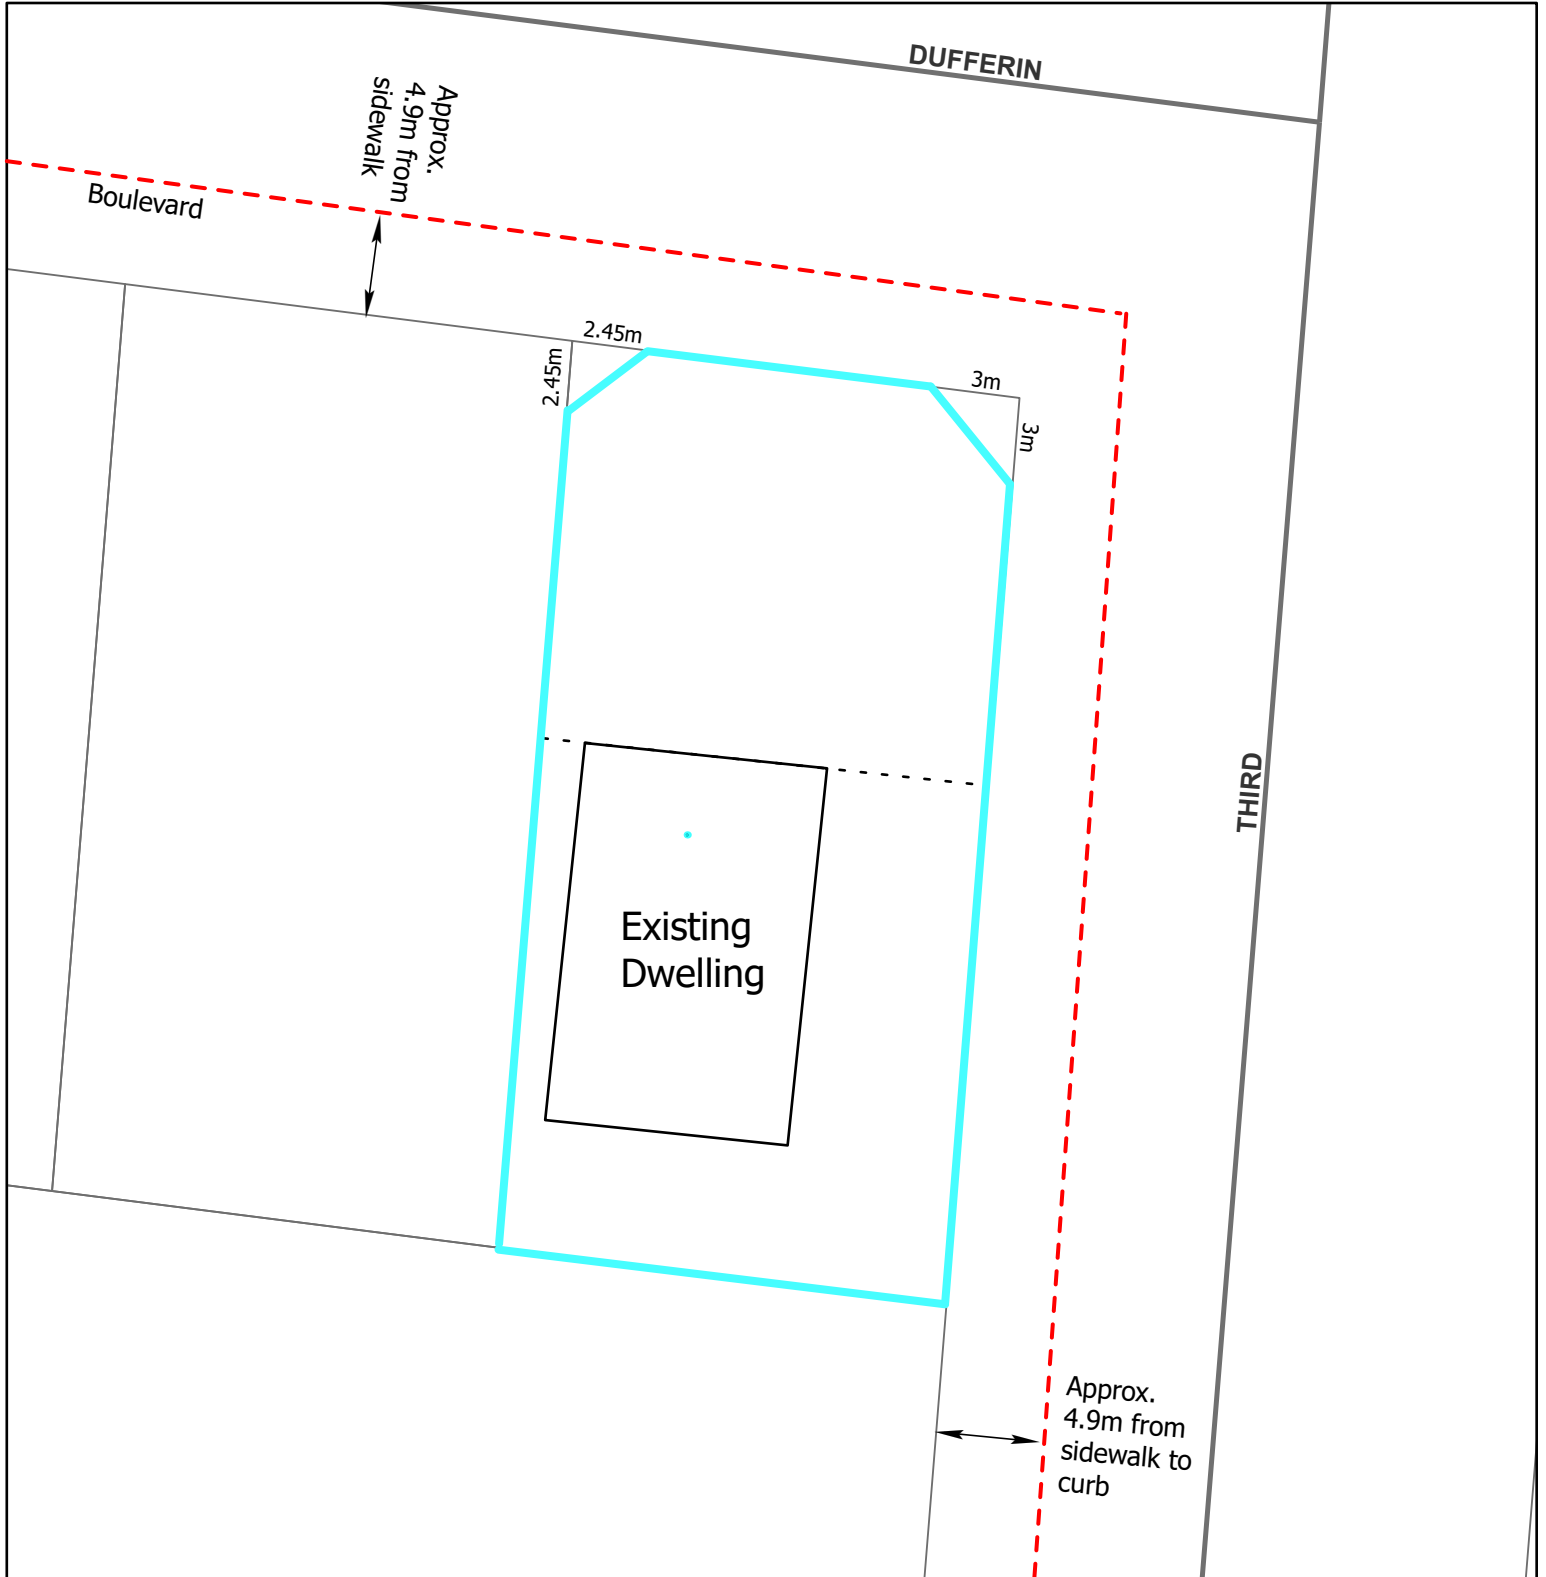 DUFFERIN
Approx.
4.9m from
sidewalk
Boulevard
2.45m
2.45m
3m
3m
THIRD
Existing
Dwelling
Approx.
4.9m from
sidewalk to
curb